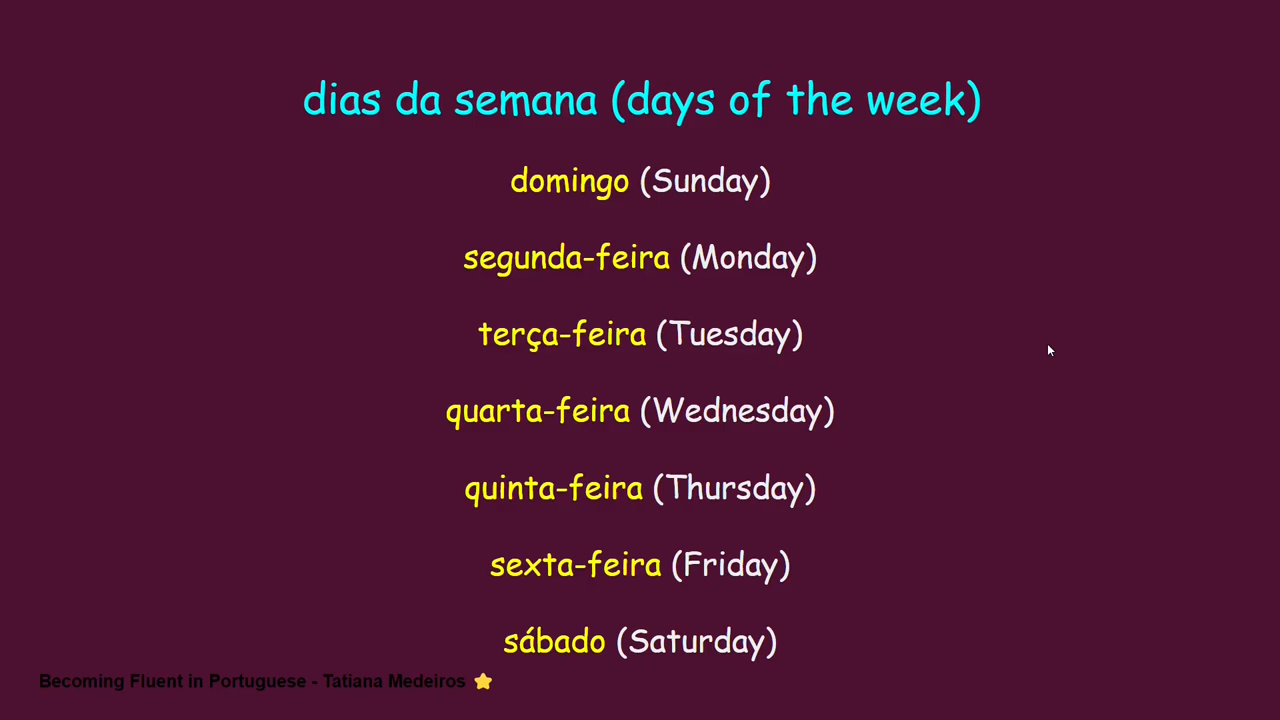 dias da semana (days of the week)
domingo (Sunday)
segunda-feira (Monday)
terça-feira (Tuesday)
quarta-feira (Wednesday)
quinta-feira (Thursday)
sexta-feira (Friday)
sábado (Saturday)
Becoming Fluent in Portuguese - Tatiana Medeiros ⭐